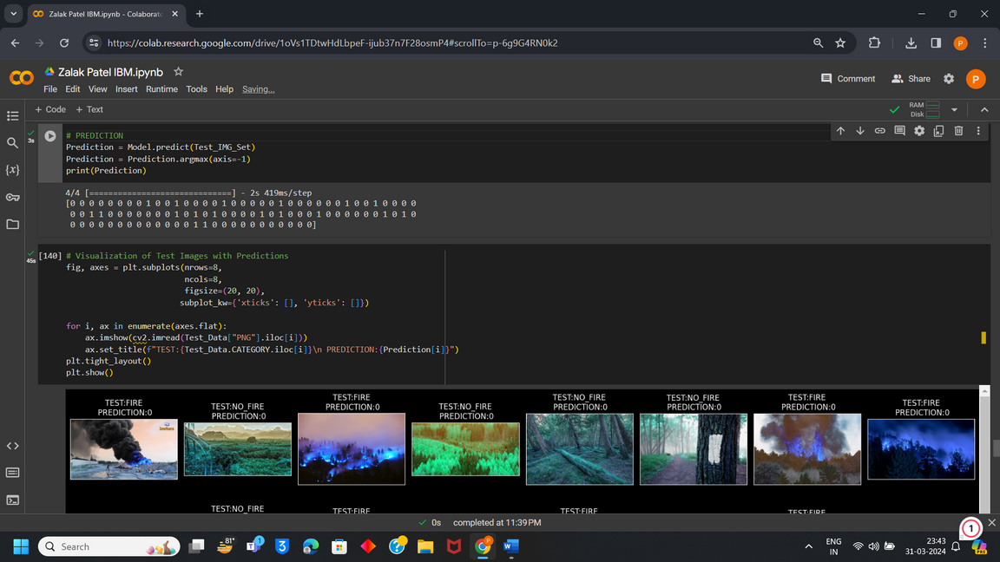 Zalak Patel IBM.ipynb - Colaborato
https://colab.research.google.com/drive/1oVs1TDtwHdLbpeF-ijub37n7F28osmP4#scrollTo=p-6g9G4RN0k2
P
Zalak Patel IBM.ipynb
File Edit View Insert Runtime Tools Help Saving...
Comment Share P
+ Code + Text
RAM
Disk
3s
# PREDICTION
Prediction = Model.predict(Test_IMG_Set)
Prediction = Prediction.argmax(axis=-1)
print(Prediction)
4/4 [==============================] - 2s 419ms/step
[0 0 0 0 0 0 0 0 1 0 0 1 0 0 0 0 1 0 0 0 0 0 1 0 0 0 0 0 0 1 0 0 1 0 0 0 0
0 0 1 1 0 0 0 0 0 0 0 1 0 1 0 1 0 0 0 0 1 0 1 0 0 0 1 0 0 0 0 0 0 1 0 1 0
0 0 0 0 0 0 0 0 0 0 0 0 0 1 1 0 0 0 0 0 0 0 0 0 0 0]
45s
[140] # Visualization of Test Images with Predictions
fig, axes = plt.subplots(nrows=8,
ncols=8,
figsize=(20, 20),
subplot_kw={'xticks': [], 'yticks': []})
for i, ax in enumerate(axes.flat):
ax.imshow(cv2.imread(Test_Data["PNG"].iloc[i]))
ax.set_title(f"TEST:{Test_Data.CATEGORY.iloc[i]}\n PREDICTION:{Prediction[i]}")
plt.tight_layout()
plt.show()
TEST:FIRE
PREDICTION:0
TEST:NO_FIRE
PREDICTION:0
TEST:FIRE
PREDICTION:0
TEST:NO_FIRE
PREDICTION:0
TEST:NO_FIRE
PREDICTION:0
TEST:NO_FIRE
PREDICTION:0
TEST:FIRE
PREDICTION:0
TEST:FIRE
PREDICTION:0
TEST:NO_FIRE TEST:FIRE TEST:FIRE TEST:FIRE
0s completed at 11:39 PM
1
Search
81°
1
ENG
IN
23:43
31-03-2024
PRE